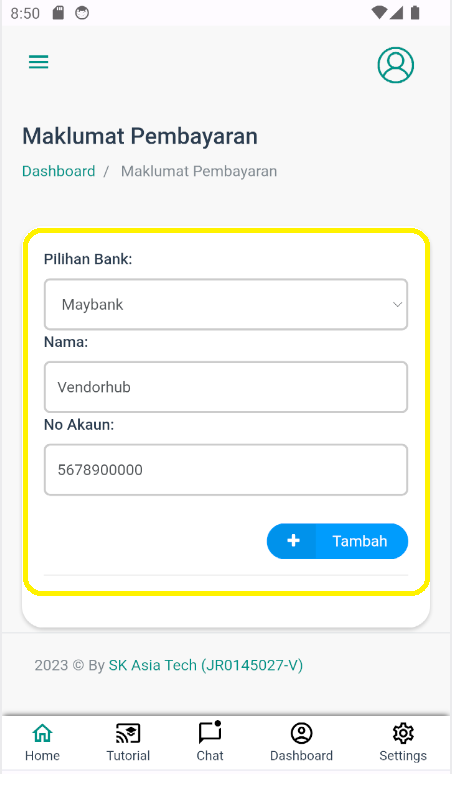 8:50
Maklumat Pembayaran
Dashboard / Maklumat Pembayaran
Pilihan Bank:
Maybank
Nama:
Vendorhub
No Akaun:
5678900000
+ Tambah
2023 © By SK Asia Tech (JR0145027-V)
Home Tutorial Chat Dashboard Settings